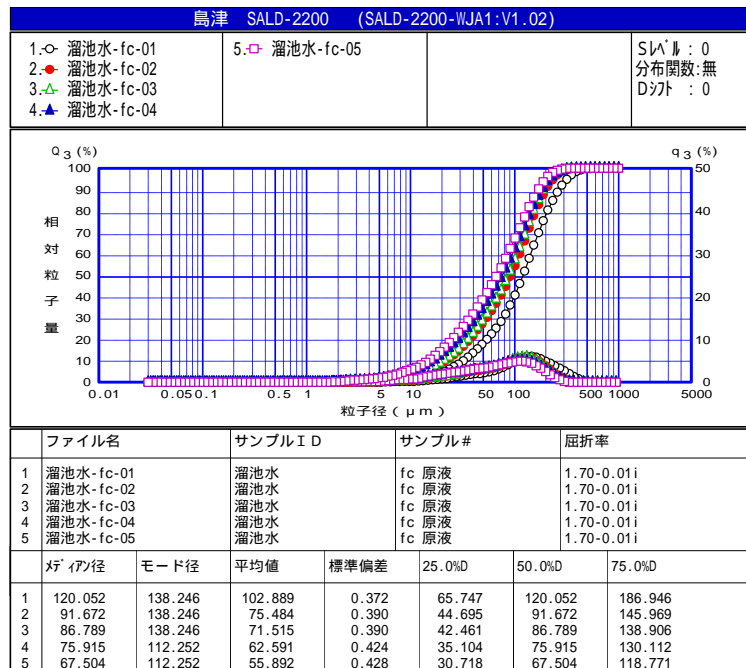 島津 SALD-2200 (SALD-2200-WJA1:V1.02)
1. 溜池水-fc-01
2. 溜池水-fc-02
3. 溜池水-fc-03
4. 溜池水-fc-04
5. 溜池水-fc-05
Sﾚﾍﾞﾙ : 0
分布関数:無
Dｼﾌﾄ : 0
Q3(%) q3(%)
100 50
90
80 40
70
60 30
50
40 20
30
20 10
10
0 0
相対粒子量
0.01 0.05 0.1 0.5 1 5 10 50 100 500 1000 5000
粒子径(μm)
ファイル名 サンプルID サンプル# 屈折率
1 溜池水-fc-01 溜池水 fc 原液 1.70-0.01i
2 溜池水-fc-02 溜池水 fc 原液 1.70-0.01i
3 溜池水-fc-03 溜池水 fc 原液 1.70-0.01i
4 溜池水-fc-04 溜池水 fc 原液 1.70-0.01i
5 溜池水-fc-05 溜池水 fc 原液 1.70-0.01i
ﾒﾃﾞｨｱﾝ径 モード径 平均値 標準偏差 25.0%D 50.0%D 75.0%D
1 120.052 138.246 102.889 0.372 65.747 120.052 186.946
2 91.672 138.246 75.484 0.390 44.695 91.672 145.969
3 86.789 138.246 71.515 0.390 42.461 86.789 138.906
4 75.915 112.252 62.591 0.424 35.104 75.915 130.112
5 67.504 112.252 55.892 0.428 30.718 67.504 118.771